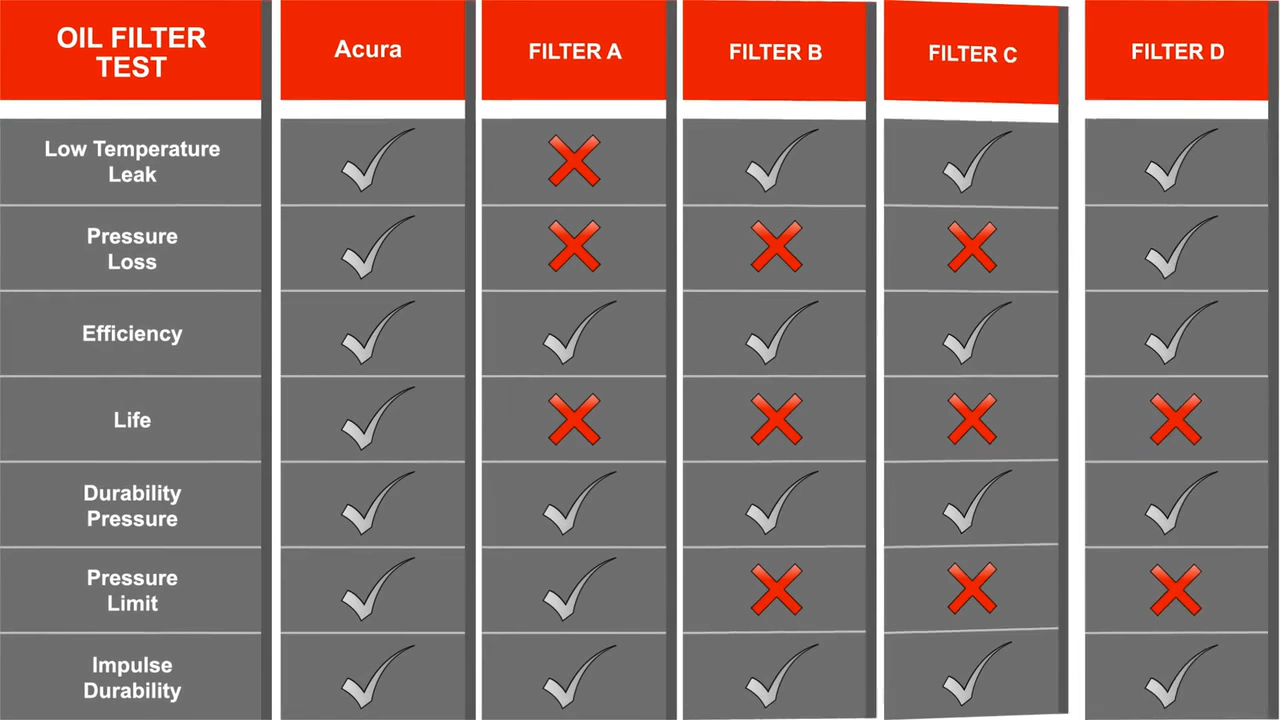 OIL FILTER
TEST
Acura
FILTER A
FILTER B
FILTER C
FILTER D
Low Temperature
Leak
Pressure
Loss
Efficiency
Life
Durability
Pressure
Pressure
Limit
Impulse
Durability